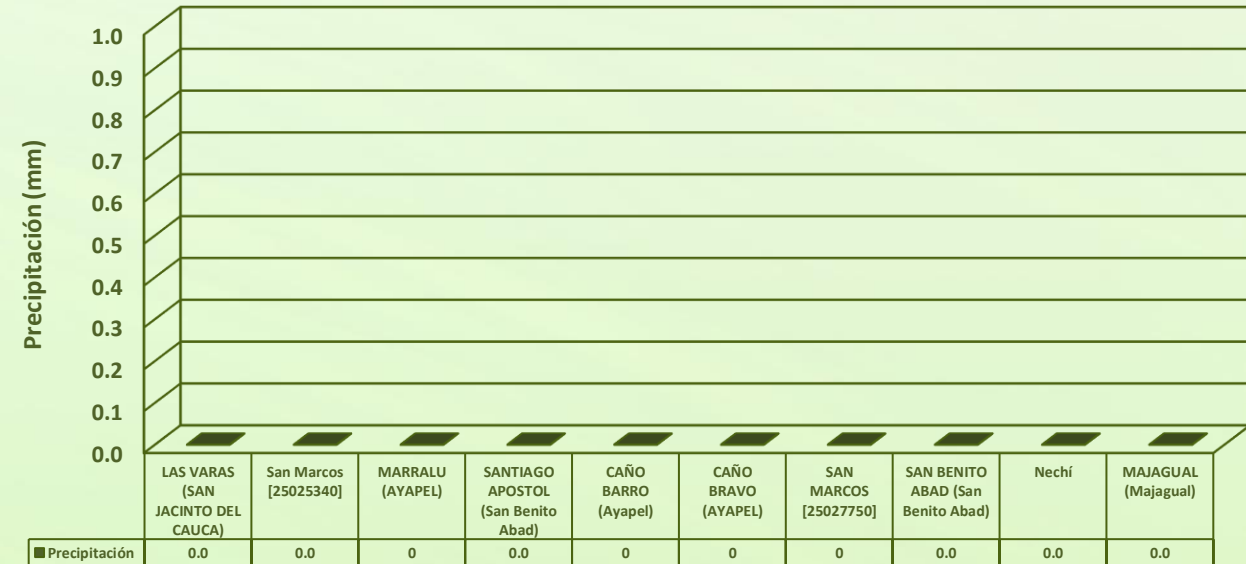 Precipitación (mm)
1.0
0.9
0.8
0.7
0.6
0.5
0.4
0.3
0.2
0.1
0.0
LAS VARAS
(SAN
JACINTO DEL
CAUCA)
San Marcos
[25025340]
MARRALU
(AYAPEL)
SANTIAGO
APOSTOL
(San Benito
Abad)
CAÑO
BARRO
(Ayapel)
CAÑO
BRAVO
(AYAPEL)
SAN
MARCOS
[25027750]
SAN BENITO
ABAD (San
Benito Abad)
Nechí
MAJAGUAL
(Majagual)
Precipitación 0.0 0.0 0 0.0 0 0 0 0.0 0.0 0.0